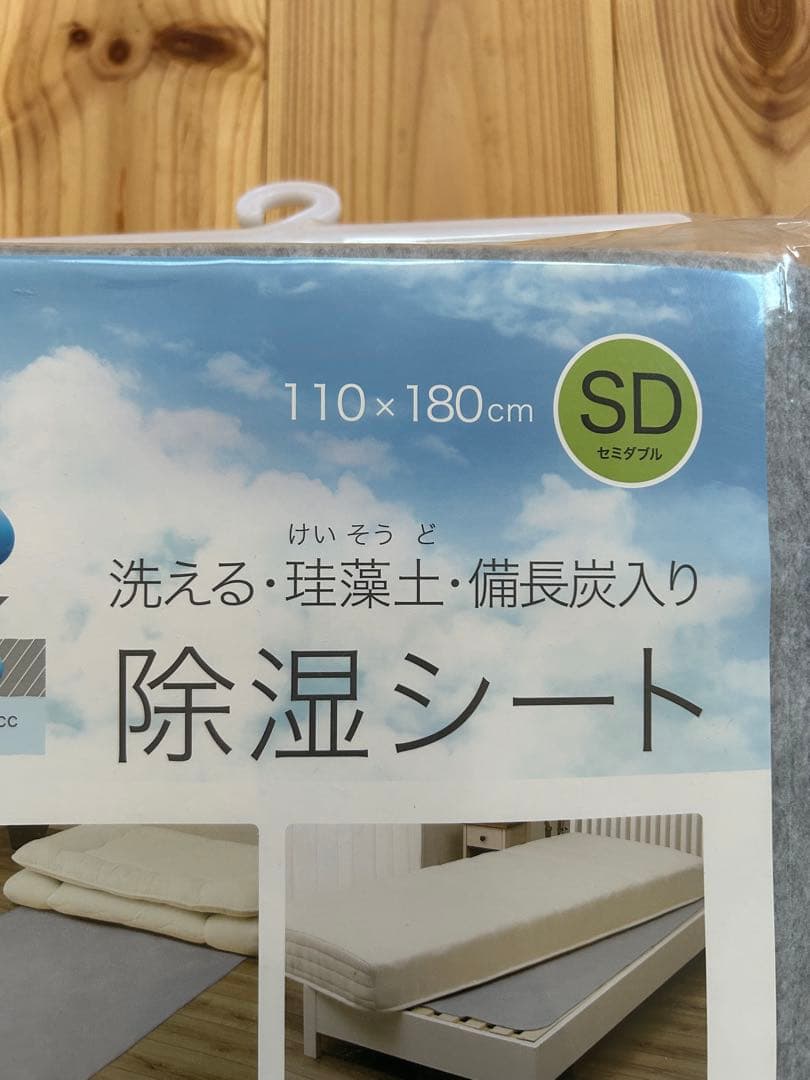 110×180cm
SD
セミダブル
けいそうど
洗える・珪藻土・備長炭入り
除湿シート
cc